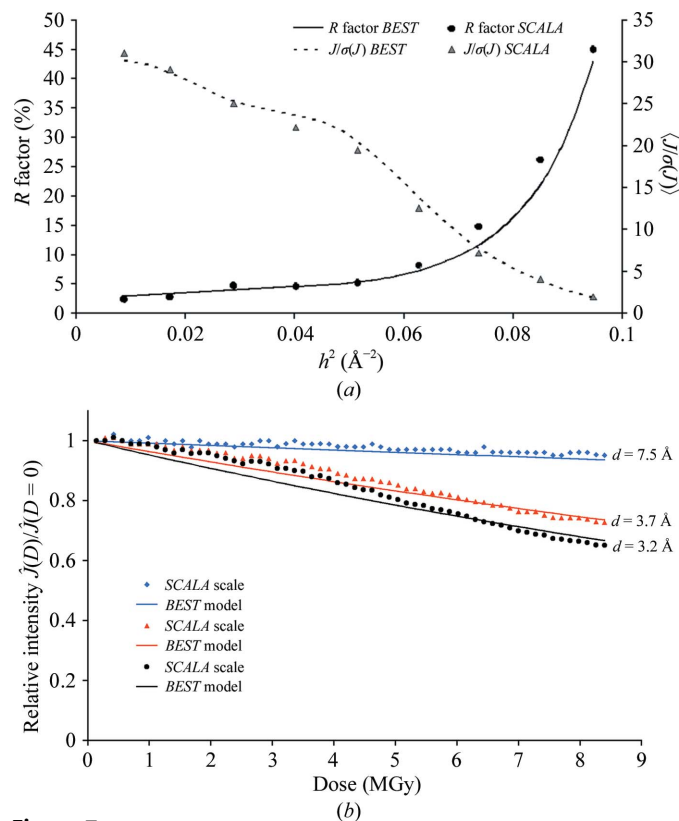 (a)
R factor BEST
R factor SCALA
J/σ(J) BEST
J/σ(J) SCALA
R factor (%)
50
45
40
35
30
25
20
15
10
5
0
35
30
25
20
15
10
5
0
⟨J/σ(J)⟩
0 0.02 0.04 0.06 0.08 0.1
h² (Å⁻²)
(a)
Relative intensity Ĵ(D)/Ĵ(D = 0)
1
0.8
0.6
0.4
0.2
0
d = 7.5 Å
d = 3.7 Å
d = 3.2 Å
SCALA scale
BEST model
SCALA scale
BEST model
SCALA scale
BEST model
0 1 2 3 4 5 6 7 8 9
Dose (MGy)
(b)